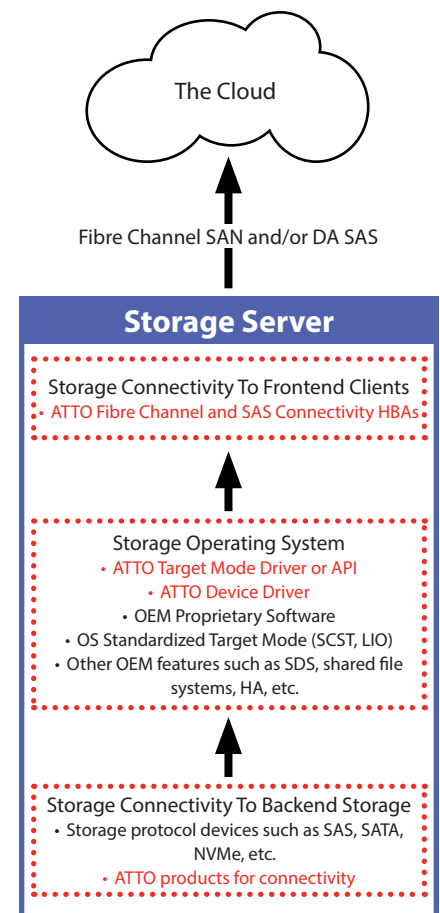 The Cloud
Fibre Channel SAN and/or DA SAS
Storage Server
Storage Connectivity To Frontend Clients
• ATTO Fibre Channel and SAS Connectivity HBAs
Storage Operating System
• ATTO Target Mode Driver or API
• ATTO Device Driver
• OEM Proprietary Software
• OS Standardized Target Mode (SCST, LIO)
• Other OEM features such as SDS, shared file
systems, HA, etc.
Storage Connectivity To Backend Storage
• Storage protocol devices such as SAS, SATA,
NVMe, etc.
• ATTO products for connectivity